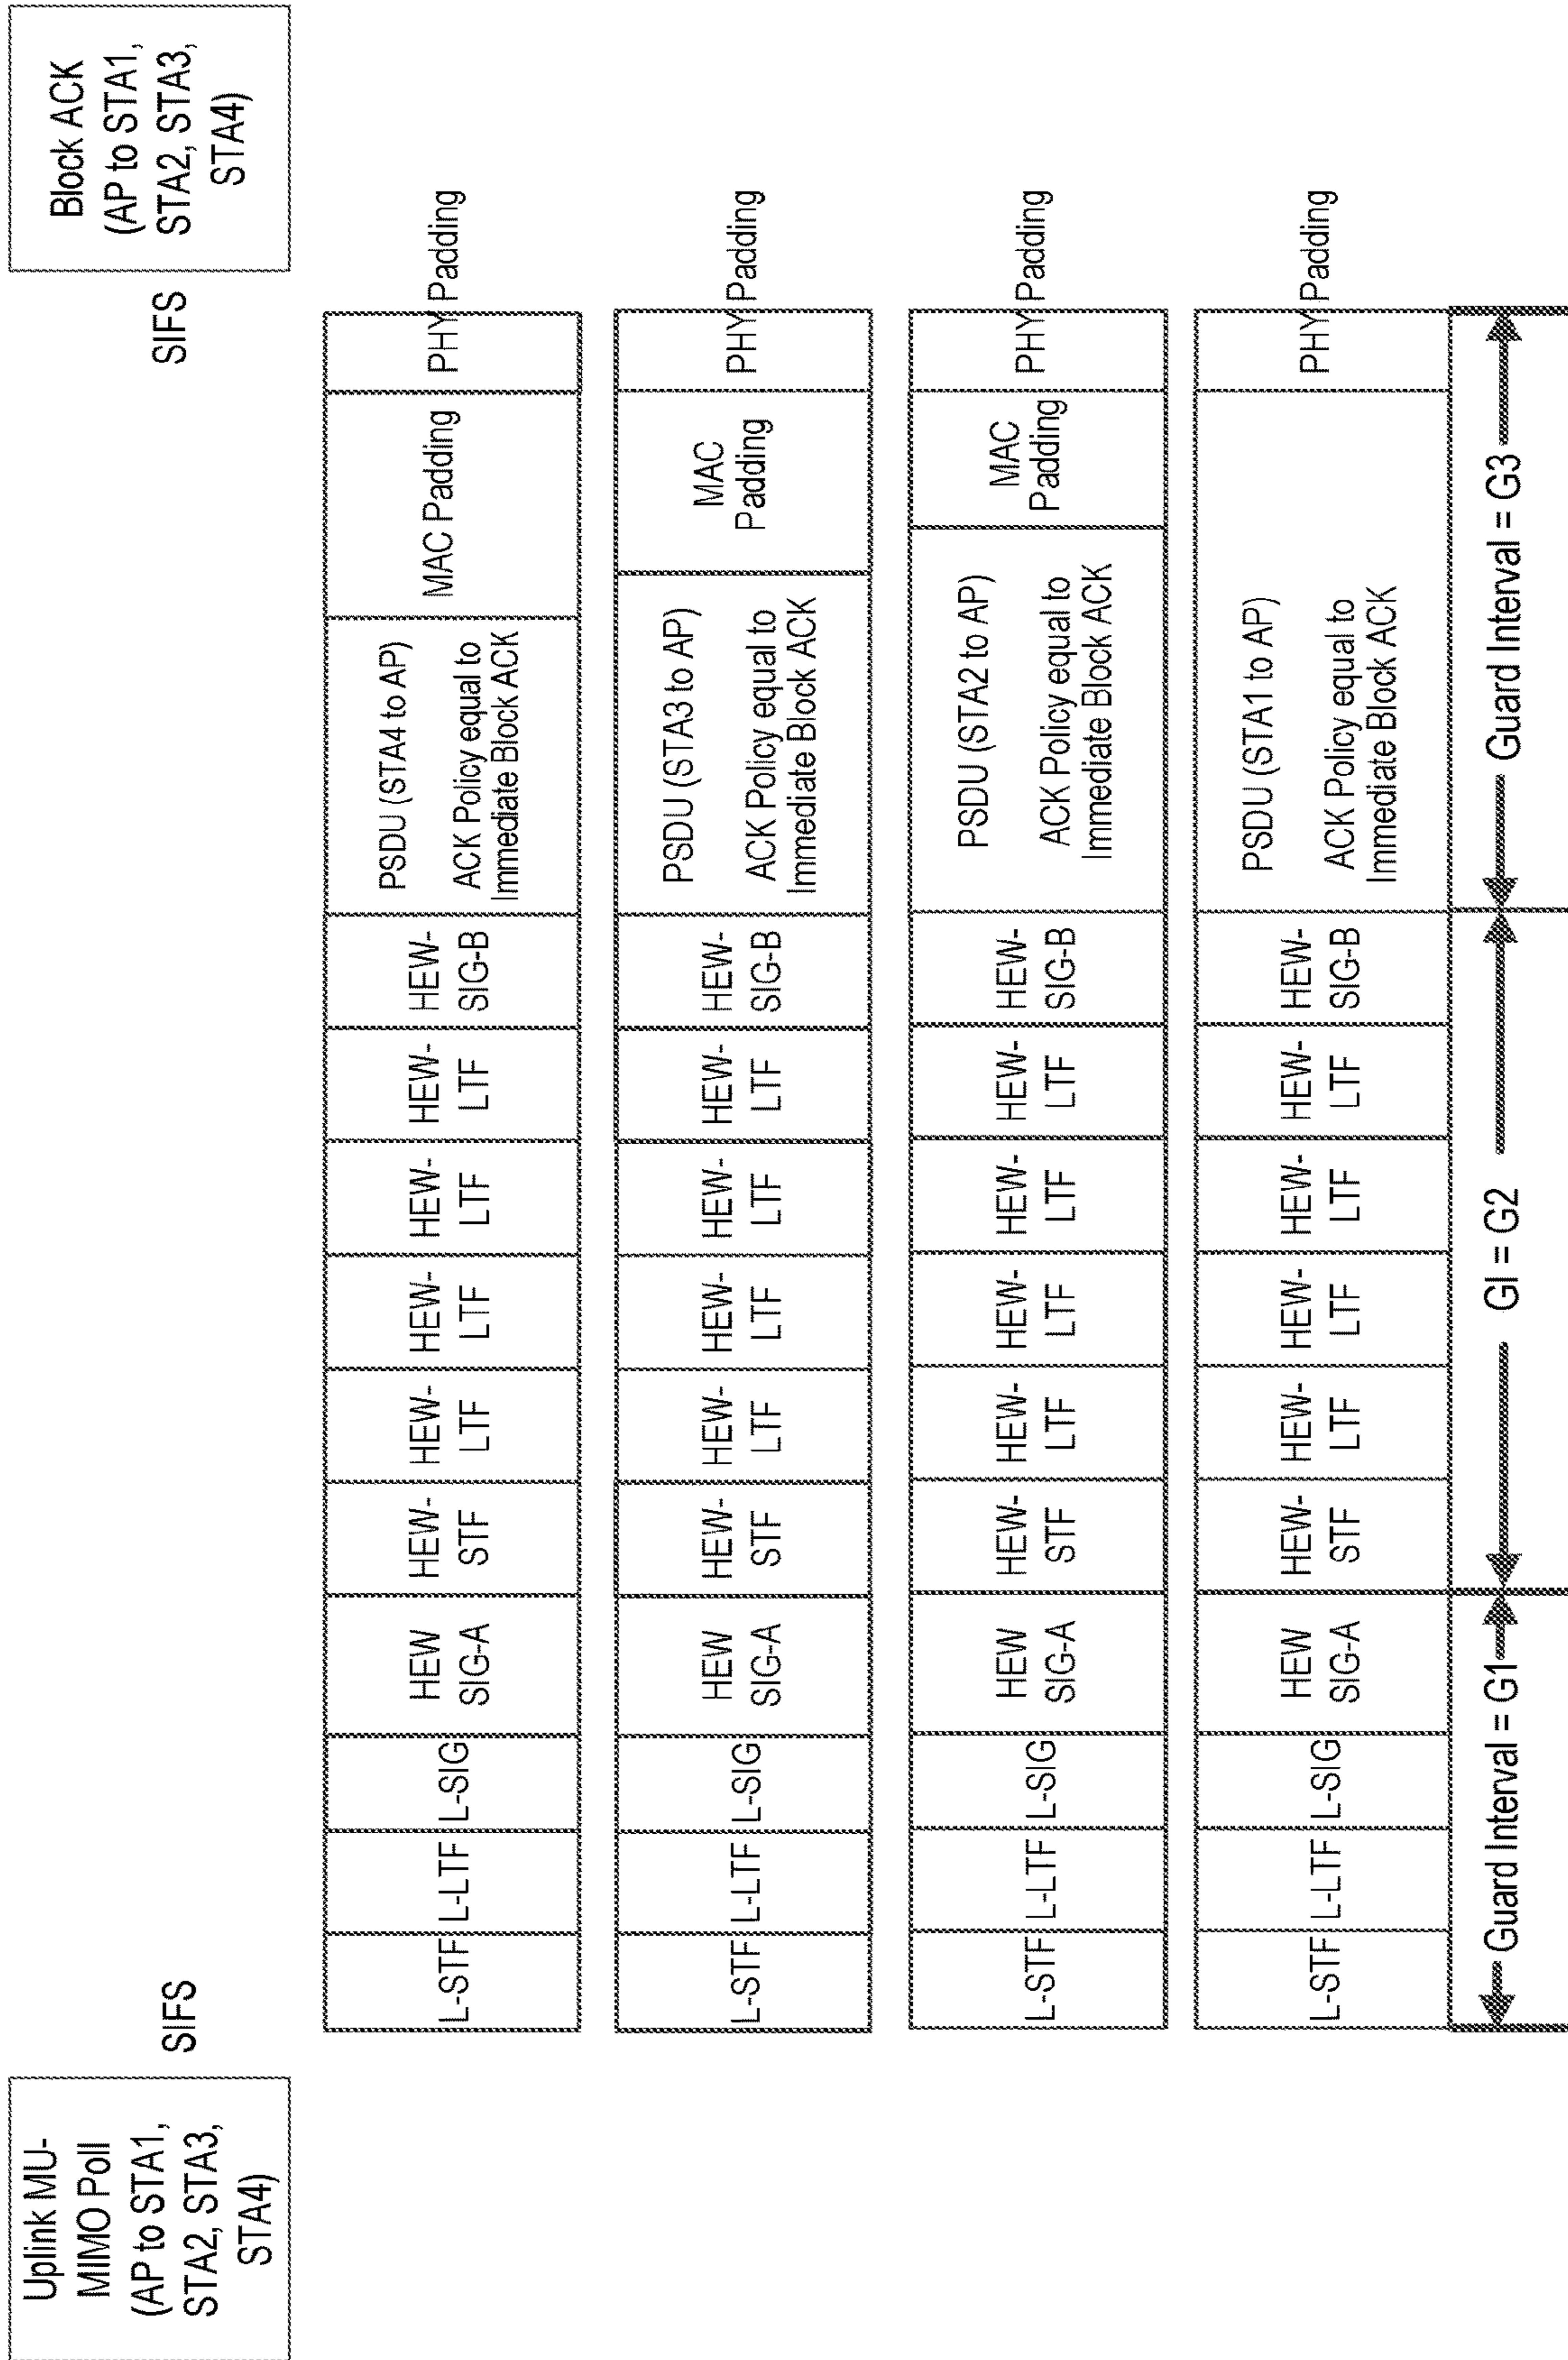 Uplink MU-
MIMO Poll
(AP to STA1,
STA2, STA3,
STA4)
SIFS
SIFS
Block ACK
(AP to STA1,
STA2, STA3,
STA4)
L-STF
L-LTF
L-SIG
HEW
SIG-A
HEW-
STF
HEW-
LTF
HEW-
LTF
HEW-
LTF
HEW-
LTF
HEW-
SIG-B
PSDU (STA4 to AP)
ACK Policy equal to
Immediate Block ACK
MAC Padding
PHY Padding
L-STF
L-LTF
L-SIG
HEW
SIG-A
HEW-
STF
HEW-
LTF
HEW-
LTF
HEW-
LTF
HEW-
LTF
HEW-
SIG-B
PSDU (STA3 to AP)
ACK Policy equal to
Immediate Block ACK
MAC
Padding
PHY Padding
L-STF
L-LTF
L-SIG
HEW
SIG-A
HEW-
STF
HEW-
LTF
HEW-
LTF
HEW-
LTF
HEW-
LTF
HEW-
SIG-B
PSDU (STA2 to AP)
ACK Policy equal to
Immediate Block ACK
MAC
Padding
PHY Padding
L-STF
L-LTF
L-SIG
HEW
SIG-A
HEW-
STF
HEW-
LTF
HEW-
LTF
HEW-
LTF
HEW-
LTF
HEW-
SIG-B
PSDU (STA1 to AP)
ACK Policy equal to
Immediate Block ACK
PHY Padding
Guard Interval = G1
GI = G2
Guard Interval = G3